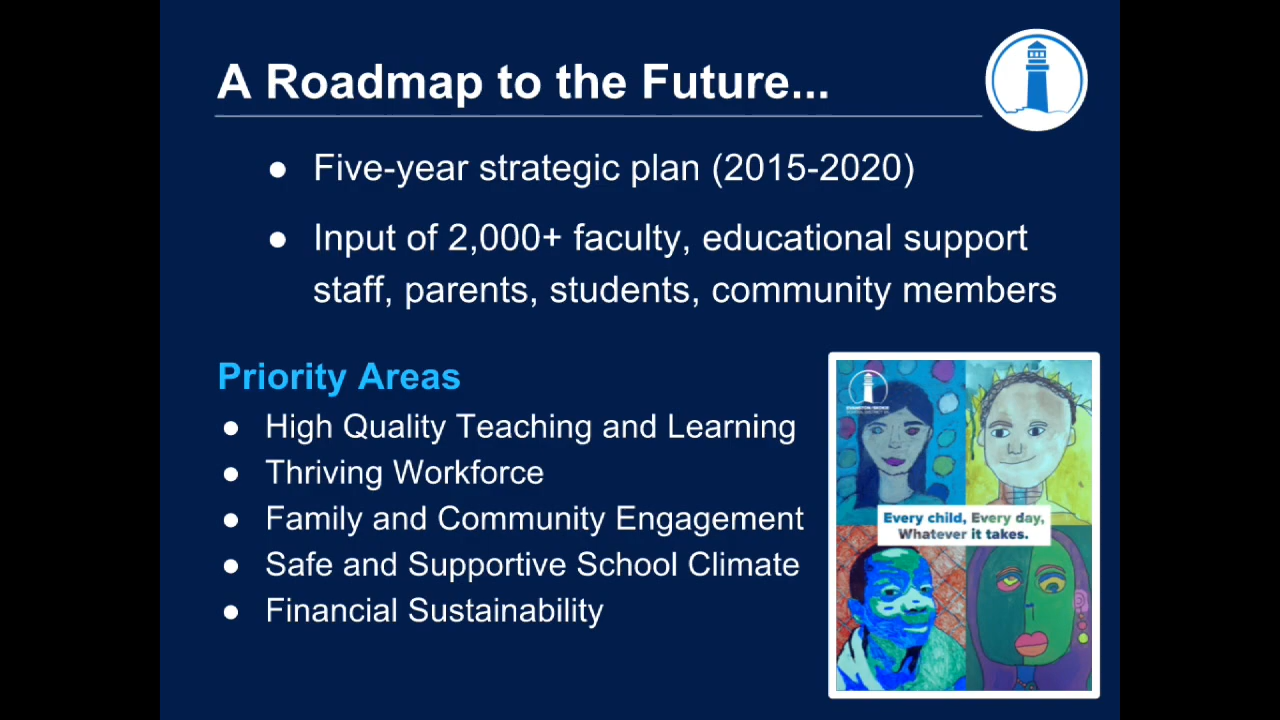 A Roadmap to the Future...
● Five-year strategic plan (2015-2020)
● Input of 2,000+ faculty, educational support
staff, parents, students, community members
Priority Areas
● High Quality Teaching and Learning
● Thriving Workforce
● Family and Community Engagement
● Safe and Supportive School Climate
● Financial Sustainability
EVANSTON/SKOKIE
Every child, Every day,
Whatever it takes.